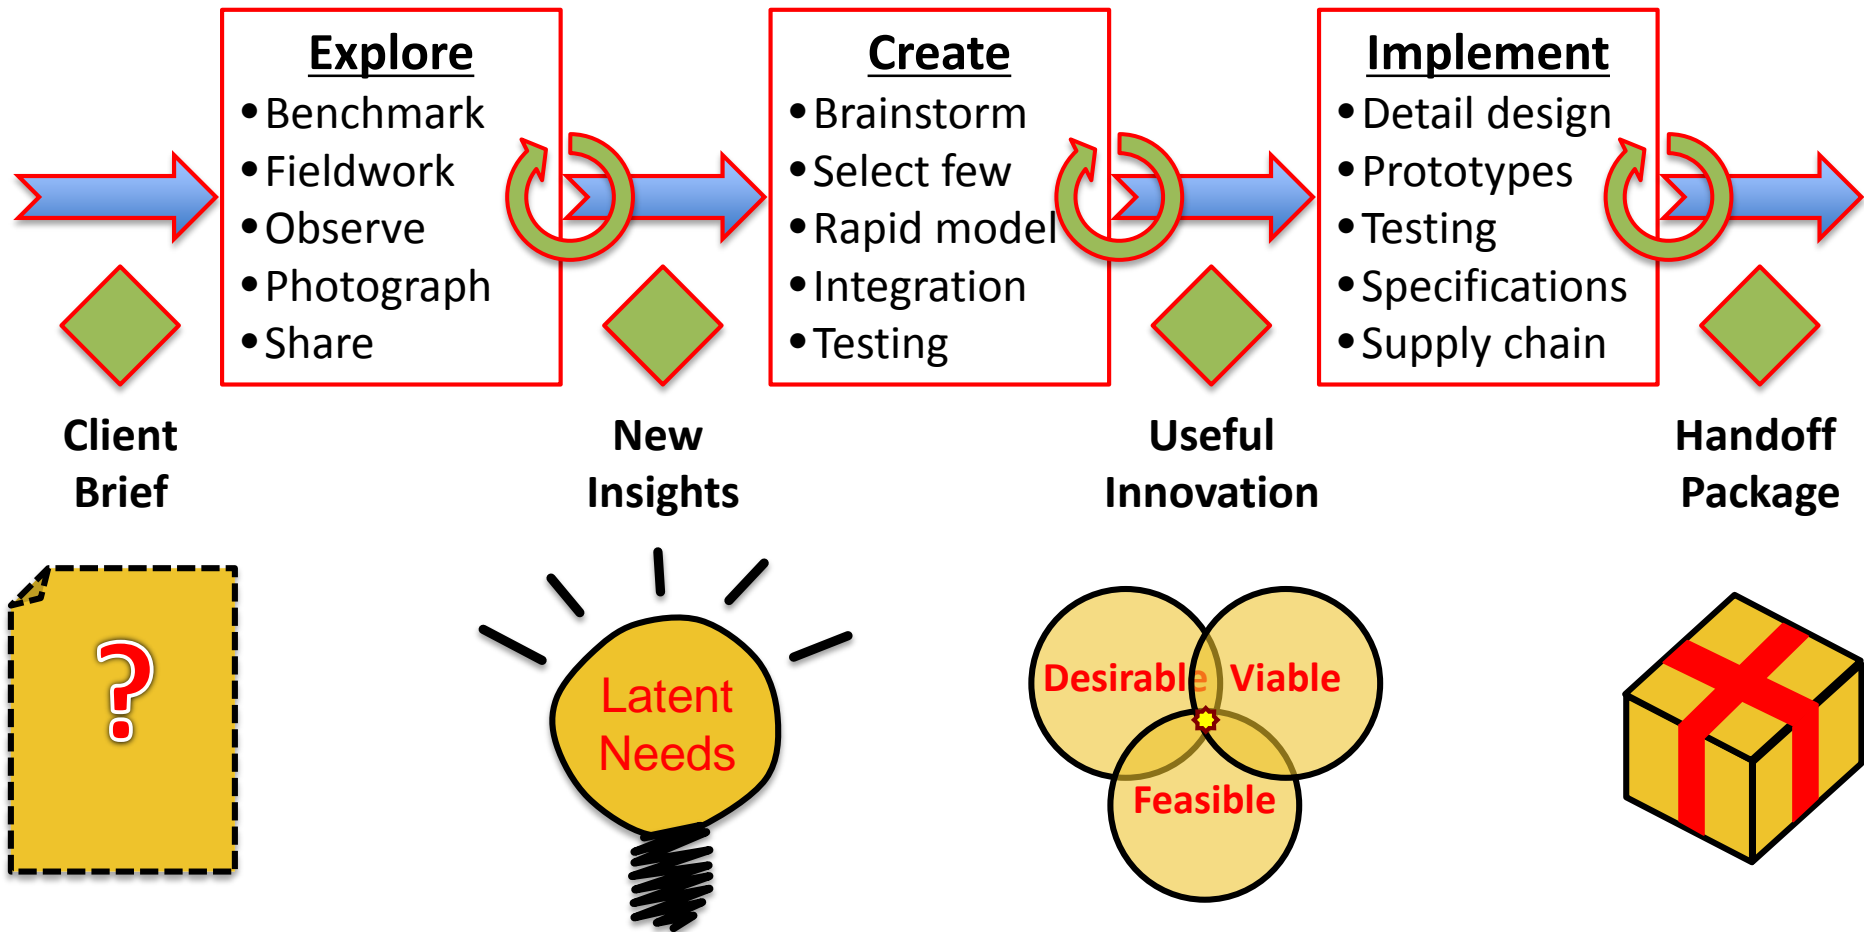 Explore
•Benchmark
•Fieldwork
•Observe
•Photograph
•Share
Create
•Brainstorm
•Select few
•Rapid model
•Integration
•Testing
Implement
•Detail design
•Prototypes
•Testing
•Specifications
•Supply chain
Client
Brief
New
Insights
Useful
Innovation
Handoff
Package
?
Latent
Needs
Desirable
Viable
Feasible